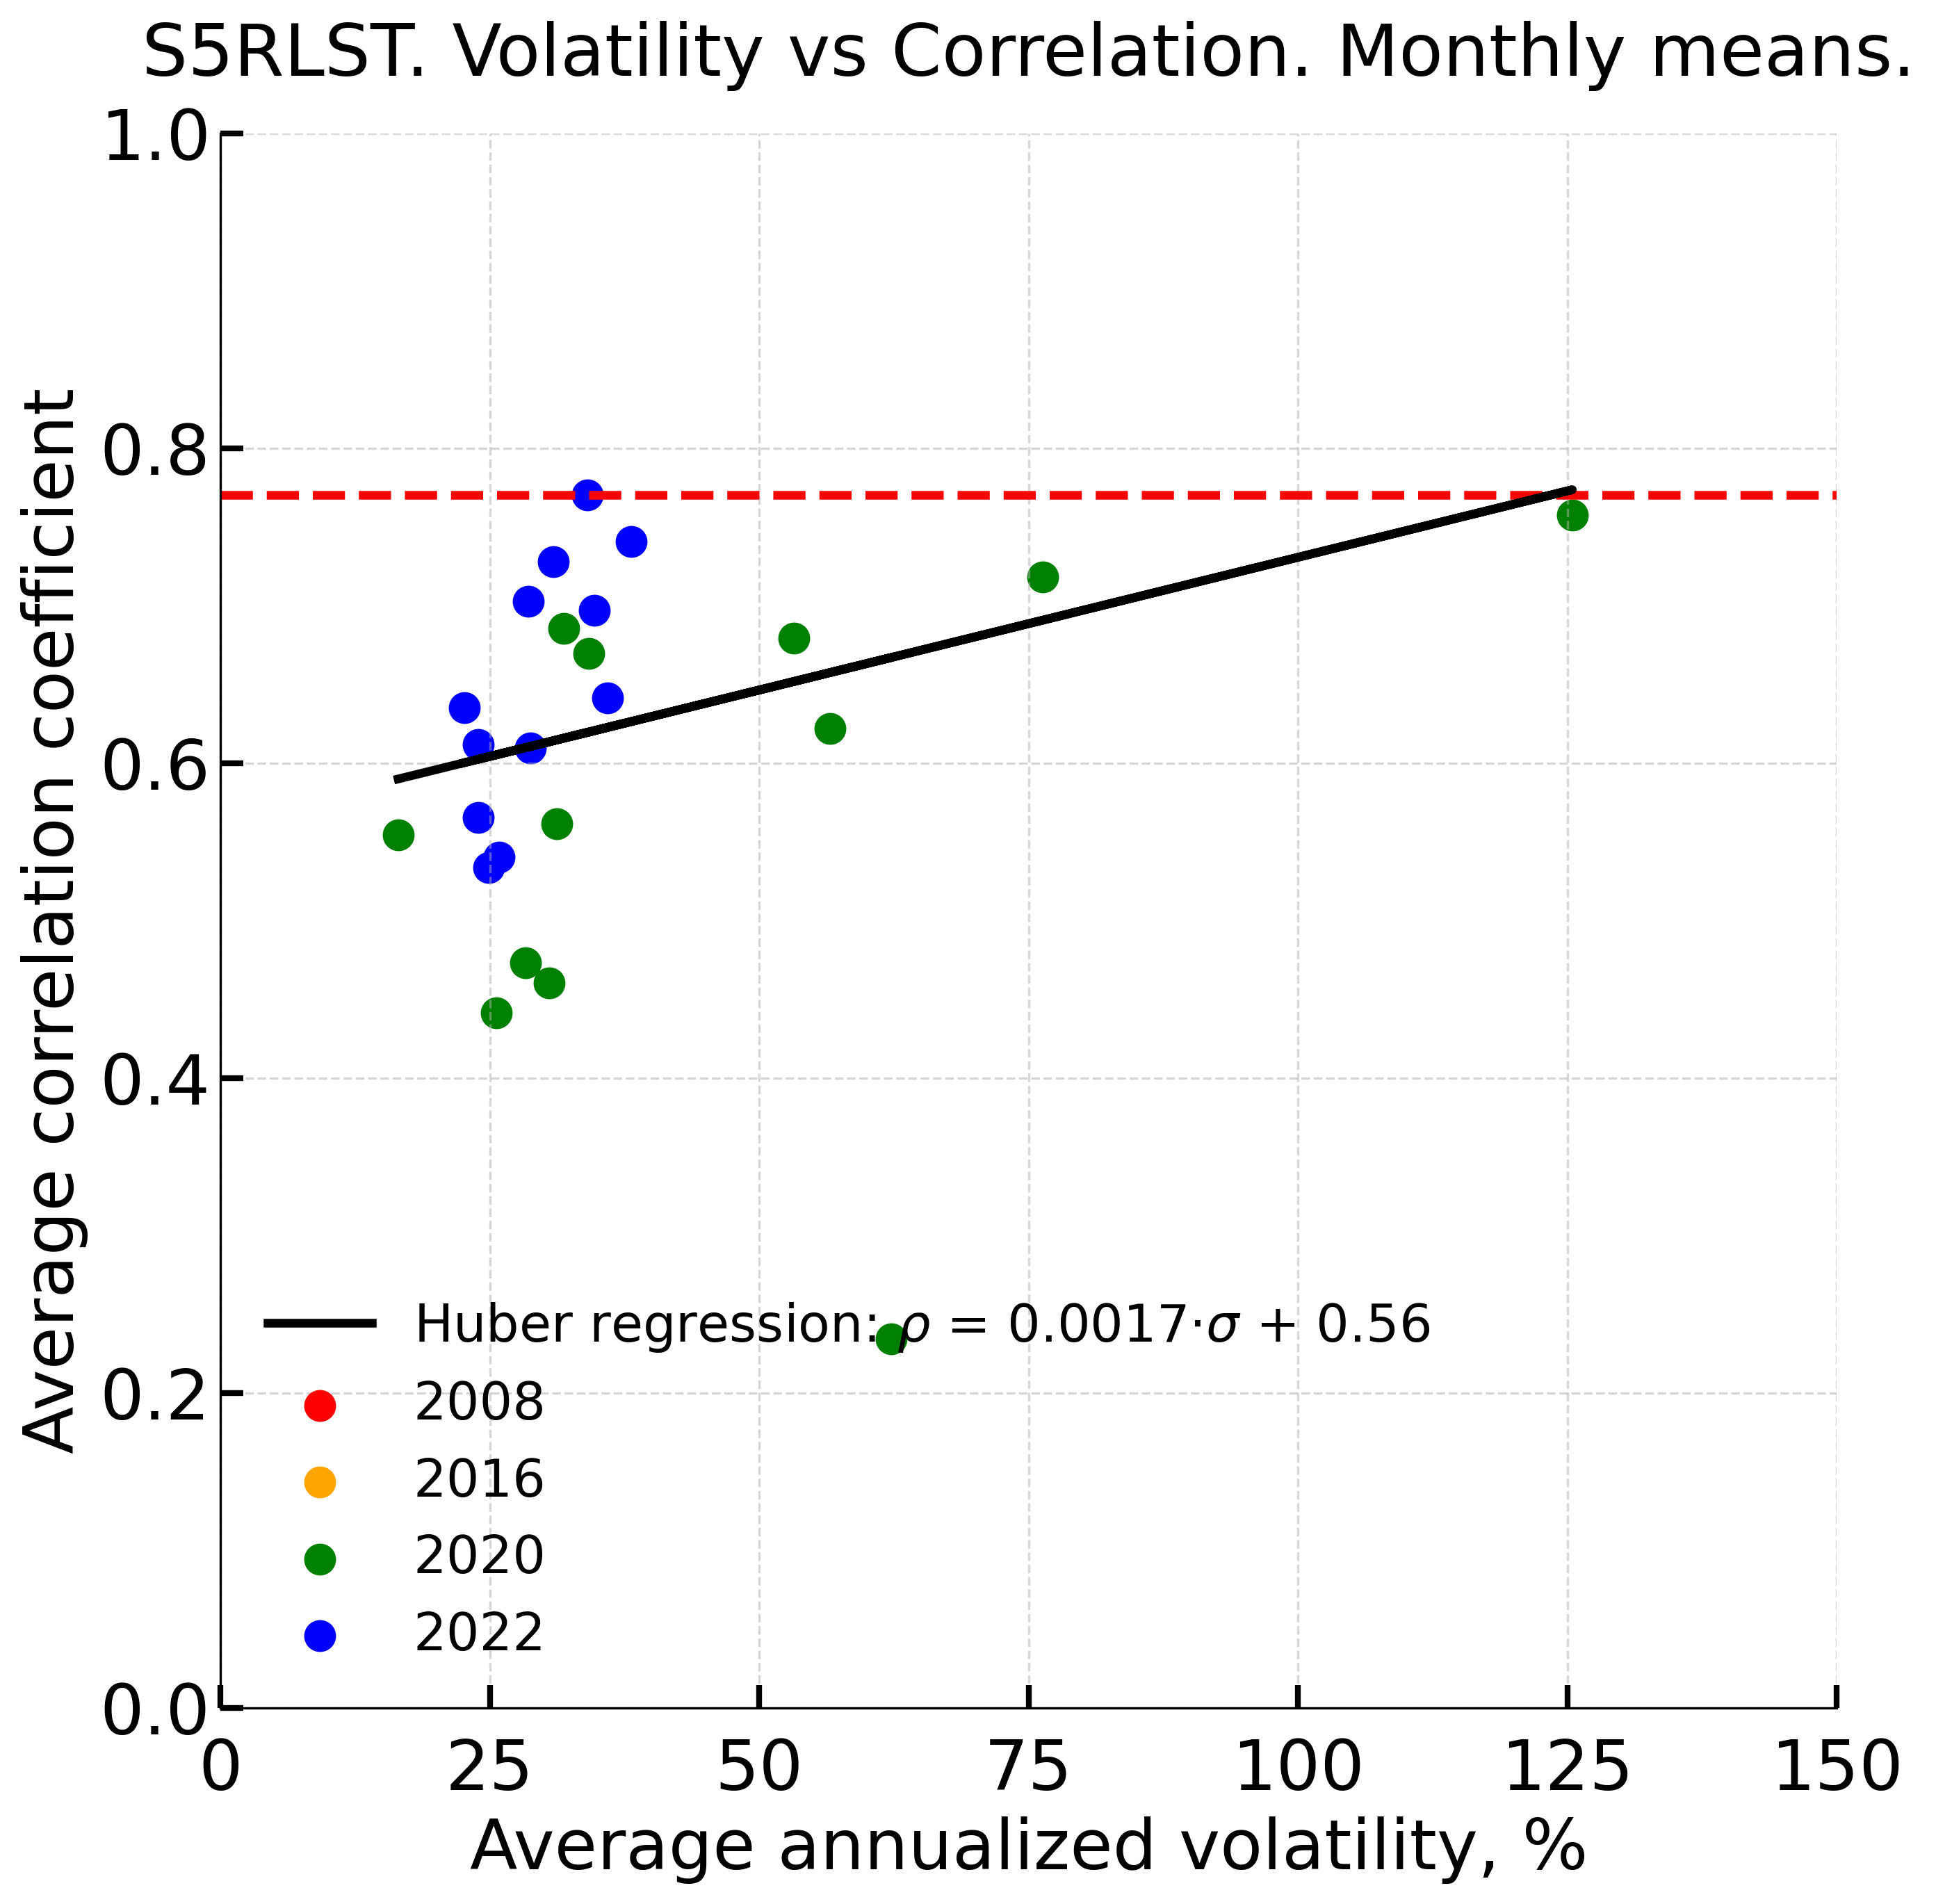 S5RLST. Volatility vs Correlation. Monthly means.
Average correlation coefficient
1.0
0.8
0.6
0.4
0.2
0.0
Huber regression: ρ = 0.0017·σ + 0.56
2008
2016
2020
2022
0 25 50 75 100 125 150
Average annualized volatility, %